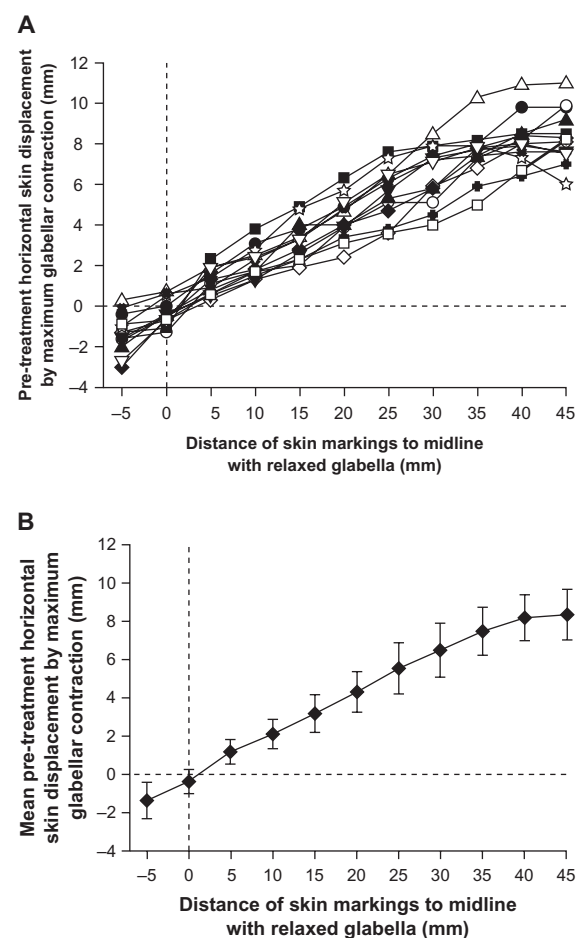 A
Pre-treatment horizontal skin displacement
by maximum glabellar contraction (mm)
12
10
8
6
4
2
0
–2
–4
–5 0 5 10 15 20 25 30 35 40 45
Distance of skin markings to midline
with relaxed glabella (mm)
B
Mean pre-treatment horizontal
skin displacement by maximum
glabellar contraction (mm)
12
10
8
6
4
2
0
–2
–4
–5 0 5 10 15 20 25 30 35 40 45
Distance of skin markings to midline
with relaxed glabella (mm)